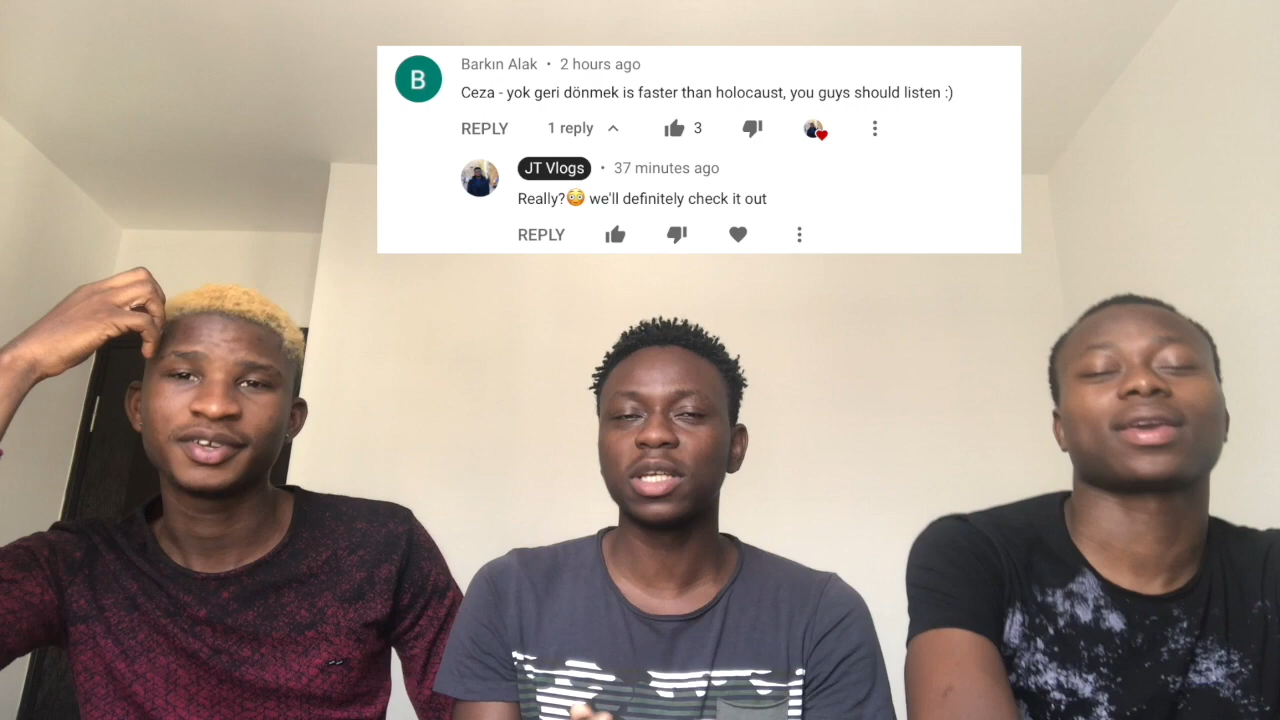 B
Barkın Alak • 2 hours ago
Ceza - yok geri dönmek is faster than holocaust, you guys should listen :)
REPLY 1 reply 3
JT Vlogs • 37 minutes ago
Really?😳 we'll definitely check it out
REPLY